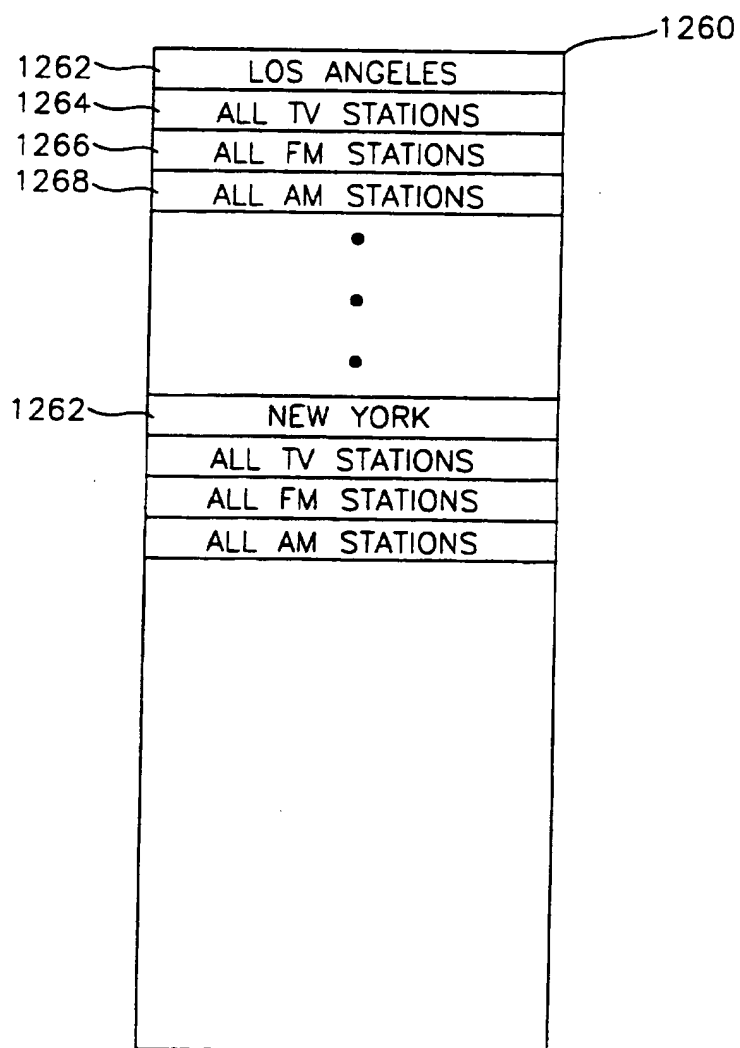 1260
1262 LOS ANGELES
1264 ALL TV STATIONS
1266 ALL FM STATIONS
1268 ALL AM STATIONS
1262 NEW YORK
ALL TV STATIONS
ALL FM STATIONS
ALL AM STATIONS